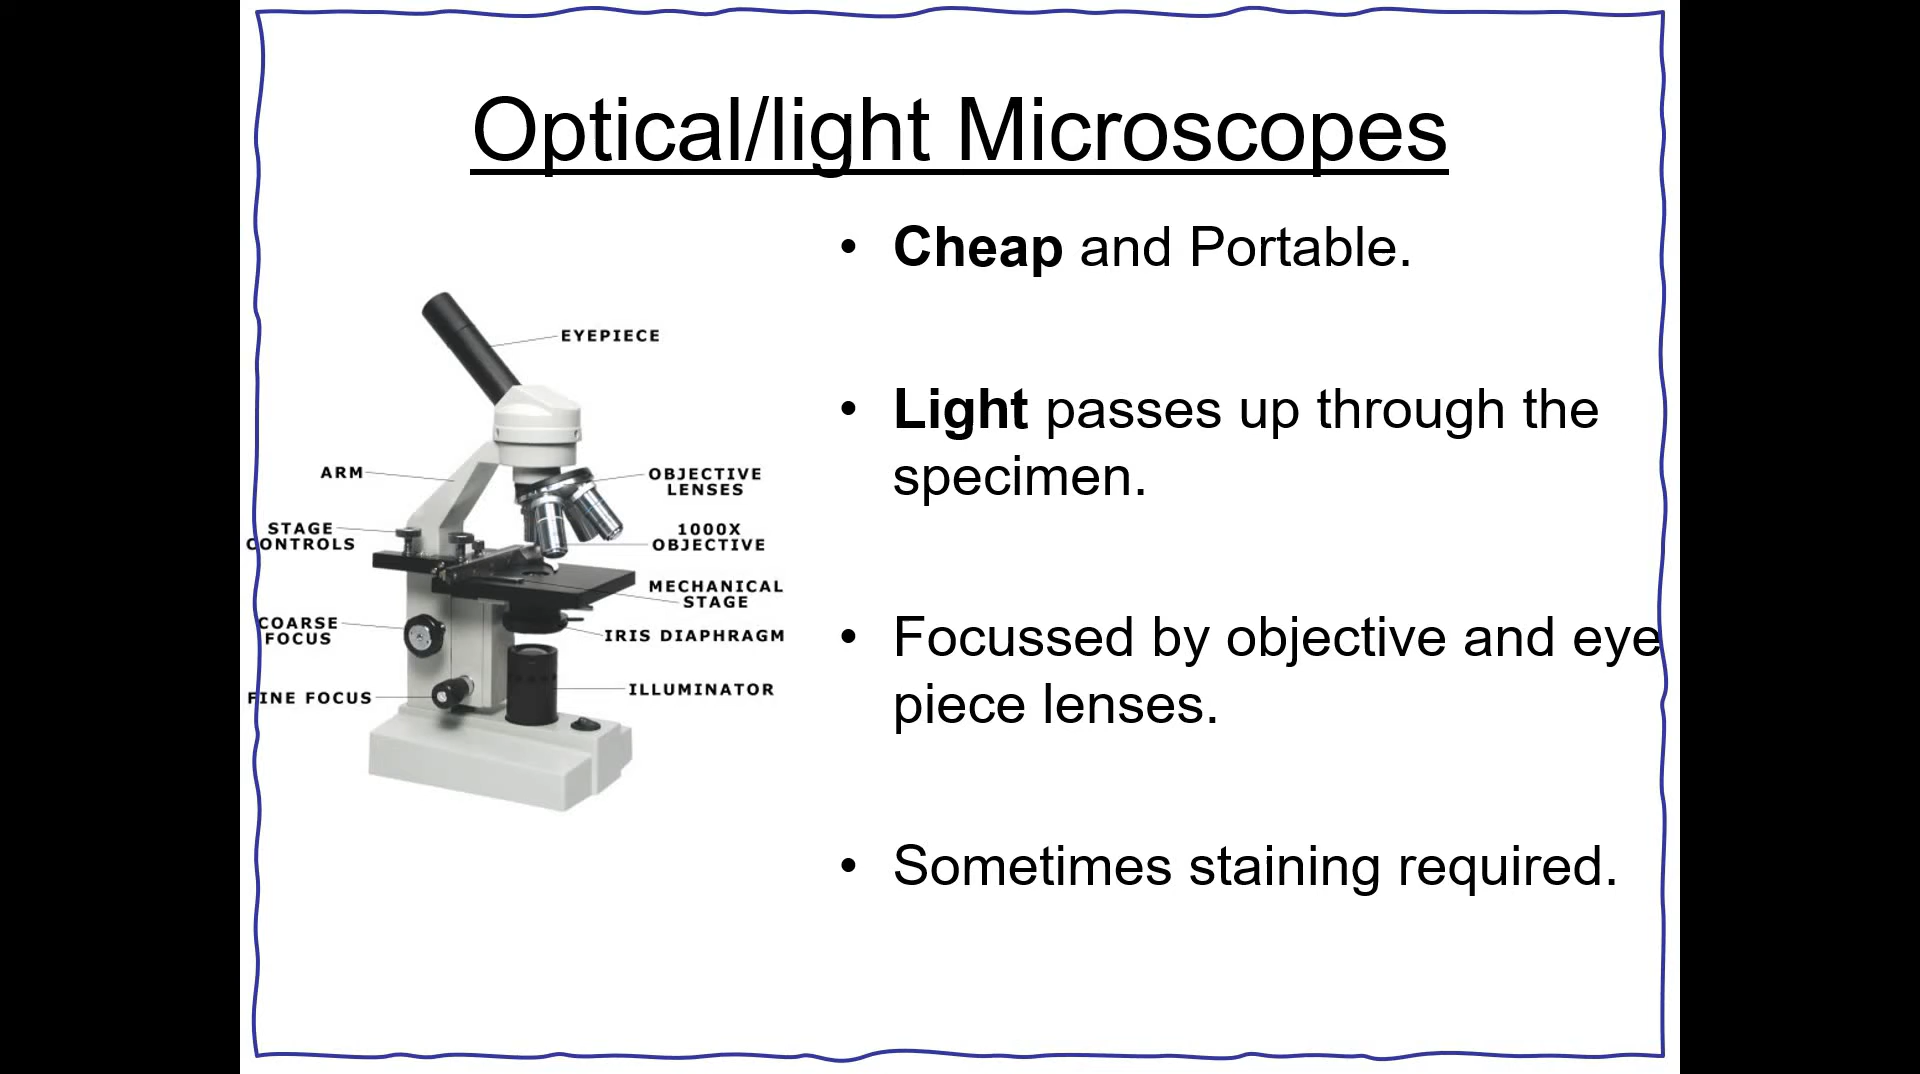 Optical/light Microscopes
EYEPIECE
ARM
OBJECTIVE
LENSES
STAGE
CONTROLS
1000X
OBJECTIVE
MECHANICAL
STAGE
COARSE
FOCUS
IRIS DIAPHRAGM
FINE FOCUS
ILLUMINATOR
• Cheap and Portable.
• Light passes up through the
specimen.
• Focussed by objective and eye
piece lenses.
• Sometimes staining required.